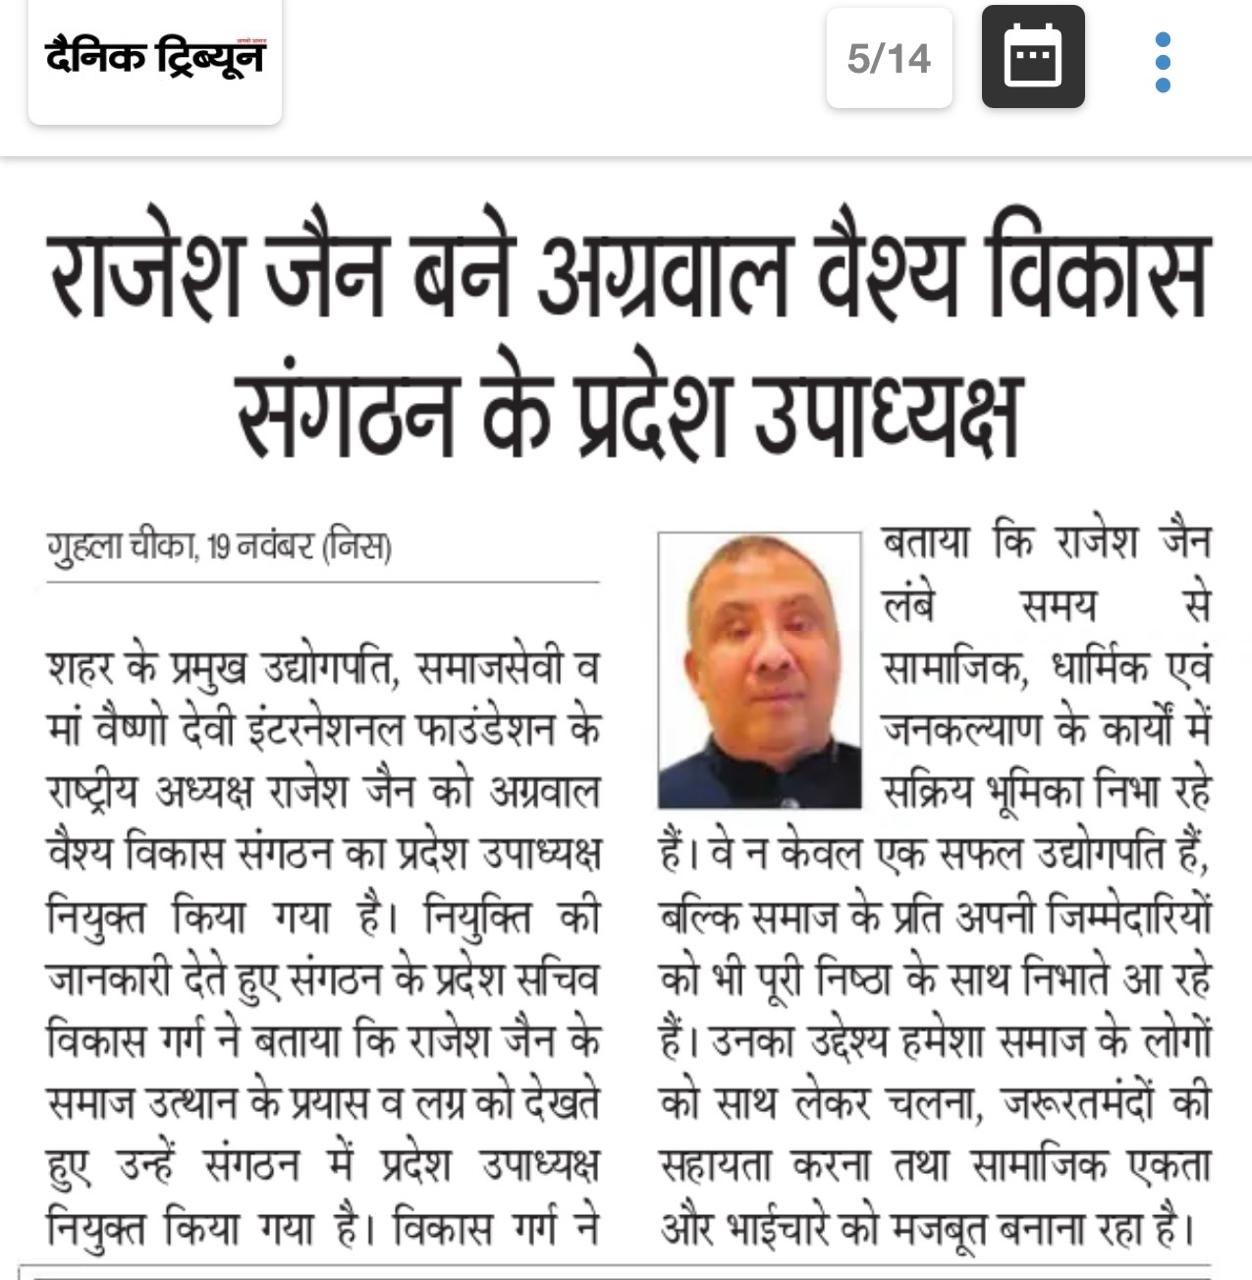 दैनिक ट्रिब्यून
5/14
राजेश जैन बने अग्रवाल वैश्य विकास
संगठन के प्रदेश उपाध्यक्ष
गुहला चीका, 19 नवंबर (निस)
शहर के प्रमुख उद्योगपति, समाजसेवी व
मां वैष्णो देवी इंटरनेशनल फाउंडेशन के
राष्ट्रीय अध्यक्ष राजेश जैन को अग्रवाल
वैश्य विकास संगठन का प्रदेश उपाध्यक्ष
नियुक्त किया गया है। नियुक्ति की
जानकारी देते हुए संगठन के प्रदेश सचिव
विकास गर्ग ने बताया कि राजेश जैन के
समाज उत्थान के प्रयास व लग्र को देखते
हुए उन्हें संगठन में प्रदेश उपाध्यक्ष
नियुक्त किया गया है। विकास गर्ग ने
बताया कि राजेश जैन
लंबे समय से
सामाजिक, धार्मिक एवं
जनकल्याण के कार्यों में
सक्रिय भूमिका निभा रहे
हैं। वे न केवल एक सफल उद्योगपति हैं,
बल्कि समाज के प्रति अपनी जिम्मेदारियों
को भी पूरी निष्ठा के साथ निभाते आ रहे
हैं। उनका उद्देश्य हमेशा समाज के लोगों
को साथ लेकर चलना, जरूरतमंदों की
सहायता करना तथा सामाजिक एकता
और भाईचारे को मजबूत बनाना रहा है।